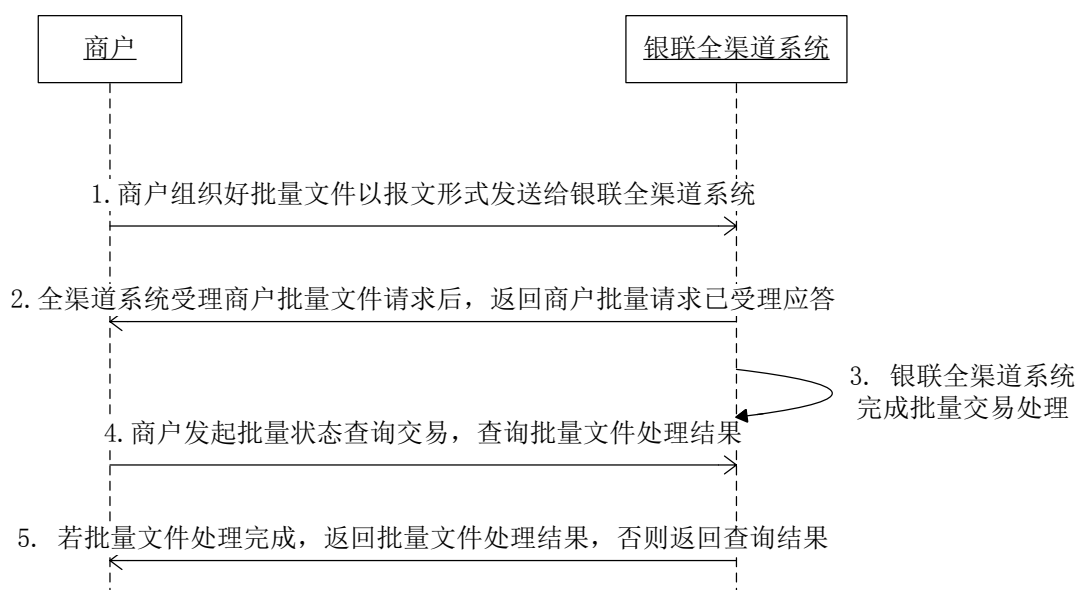 商户
银联全渠道系统
1.商户组织好批量文件以报文形式发送给银联全渠道系统
2.全渠道系统受理商户批量文件请求后，返回商户批量请求已受理应答
3. 银联全渠道系统
完成批量交易处理
4.商户发起批量状态查询交易，查询批量文件处理结果
5. 若批量文件处理完成，返回批量文件处理结果，否则返回查询结果